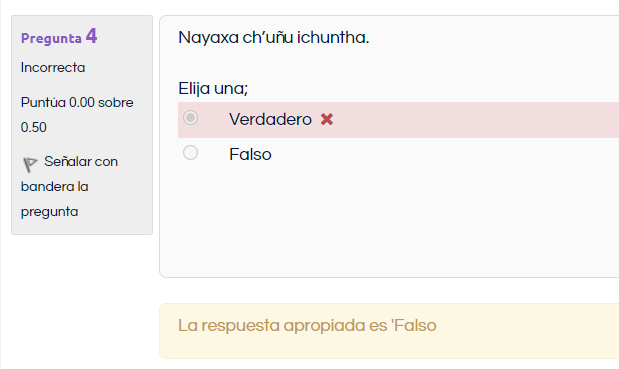 Pregunta 4
Incorrecta
Puntúa 0.00 sobre
0.50
Señalar con
bandera la
pregunta
Nayaxa ch’uñu ichuntha.
Elija una;
Verdadero
Falso
La respuesta apropiada es 'Falso